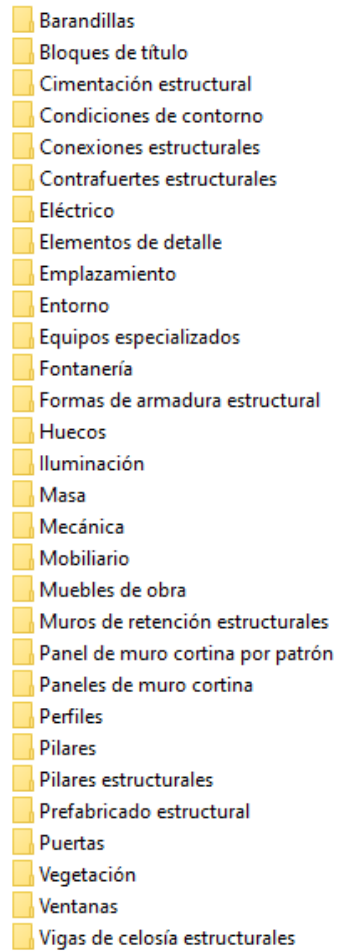 Barandillas
Bloques de título
Cimentación estructural
Condiciones de contorno
Conexiones estructurales
Contrafuertes estructurales
Eléctrico
Elementos de detalle
Emplazamiento
Entorno
Equipos especializados
Fontanería
Formas de armadura estructural
Huecos
Iluminación
Masa
Mecánica
Mobiliario
Muebles de obra
Muros de retención estructurales
Panel de muro cortina por patrón
Paneles de muro cortina
Perfiles
Pilares
Pilares estructurales
Prefabricado estructural
Puertas
Vegetación
Ventanas
Vigas de celosía estructurales